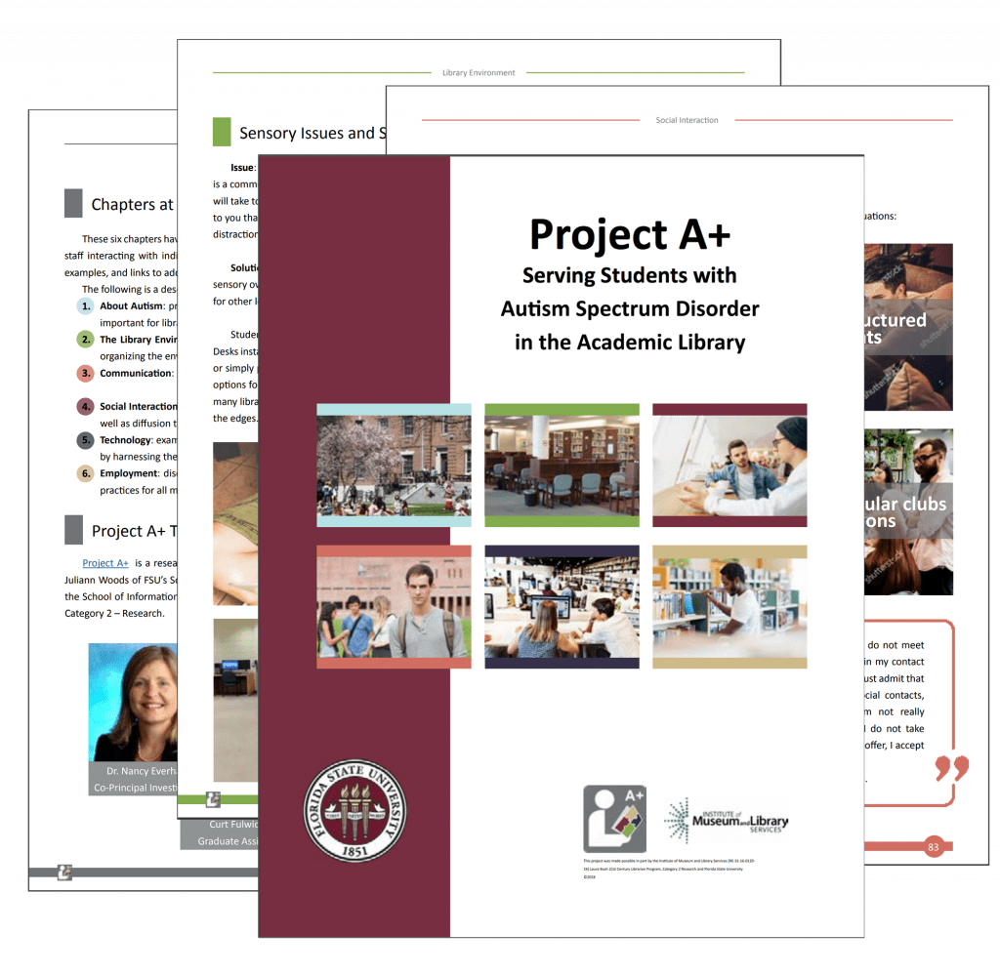 Chapters at
These six chapters hav
staff interacting with indi
examples, and links to ad
The following is a des
1. About Autism: pr
important for libra
2. The Library Envir
organizing the env
3. Communication:
4. Social Interaction
well as diffusion t
5. Technology: exam
by harnessing the
6. Employment: dis
practices for all m
Project A+ T
Project A+ is a resea
Juliann Woods of FSU's Sc
the School of Information
Category 2 – Research.
Dr. Nancy Everha
Co-Principal Investi
Curt Fulwid
Graduate Assi
Library Environment
Sensory Issues and S
Issue:
is a comm
will take to
to you tha
distraction
Solutio
sensory ov
for other l
Studen
Desks insta
or simply
options fo
many libra
the edges.
Social Interaction
uations:
uctured
ts
shutterstock
ular clubs
ons
shutterstock
do not meet
in my contact
ust admit that
cial contacts,
m not really
I do not take
offer, I accept
83
Project A+
Serving Students with
Autism Spectrum Disorder
in the Academic Library
FLORIDA STATE UNIVERSITY
1851
A+
INSTITUTE of
Museum and Library
SERVICES
This project was made possible in part by the Institute of Museum and Library Services [RE-31-16-0129-
16] Laura Bush 21st Century Librarian Program, Category 2 Research and Florida State University
©2018